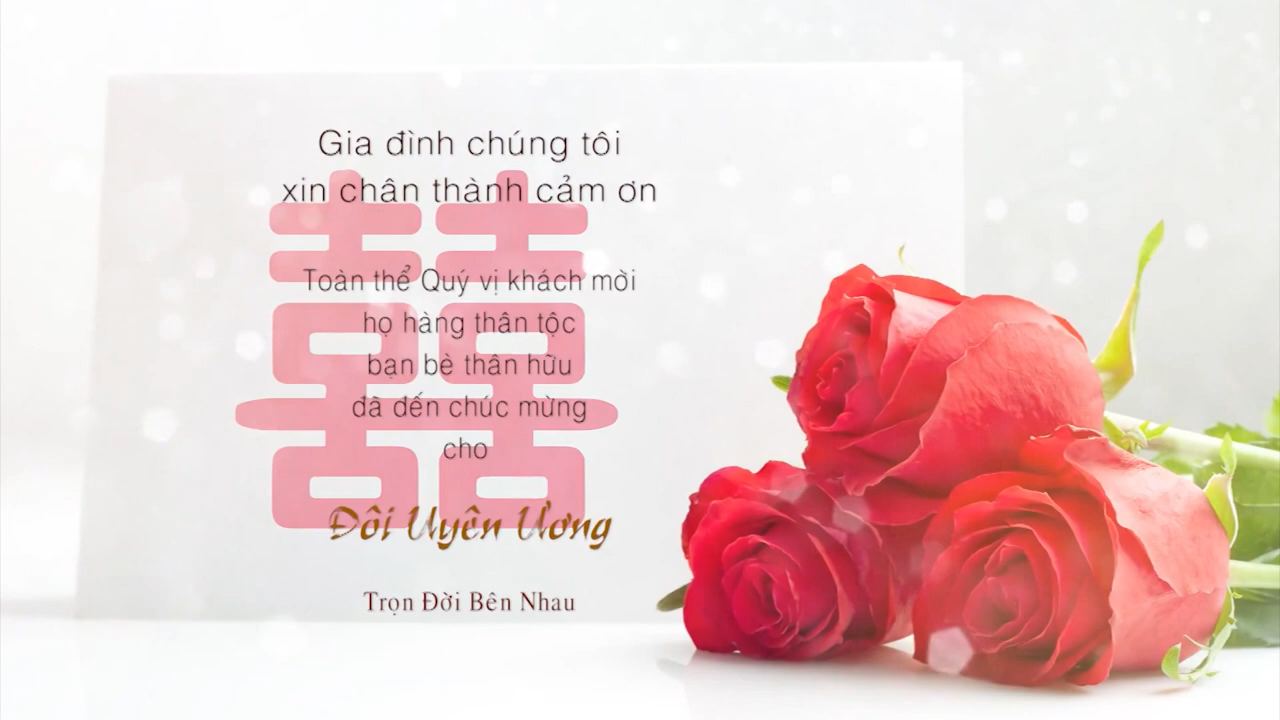 Gia đình chúng tôi
xin chân thành cảm ơn
囍
Toàn thể Quý vị khách mời
họ hàng thân tộc
bạn bè thân hữu
đã đến chúc mừng
cho
Đôi Uyên Ương
Trọn Đời Bên Nhau